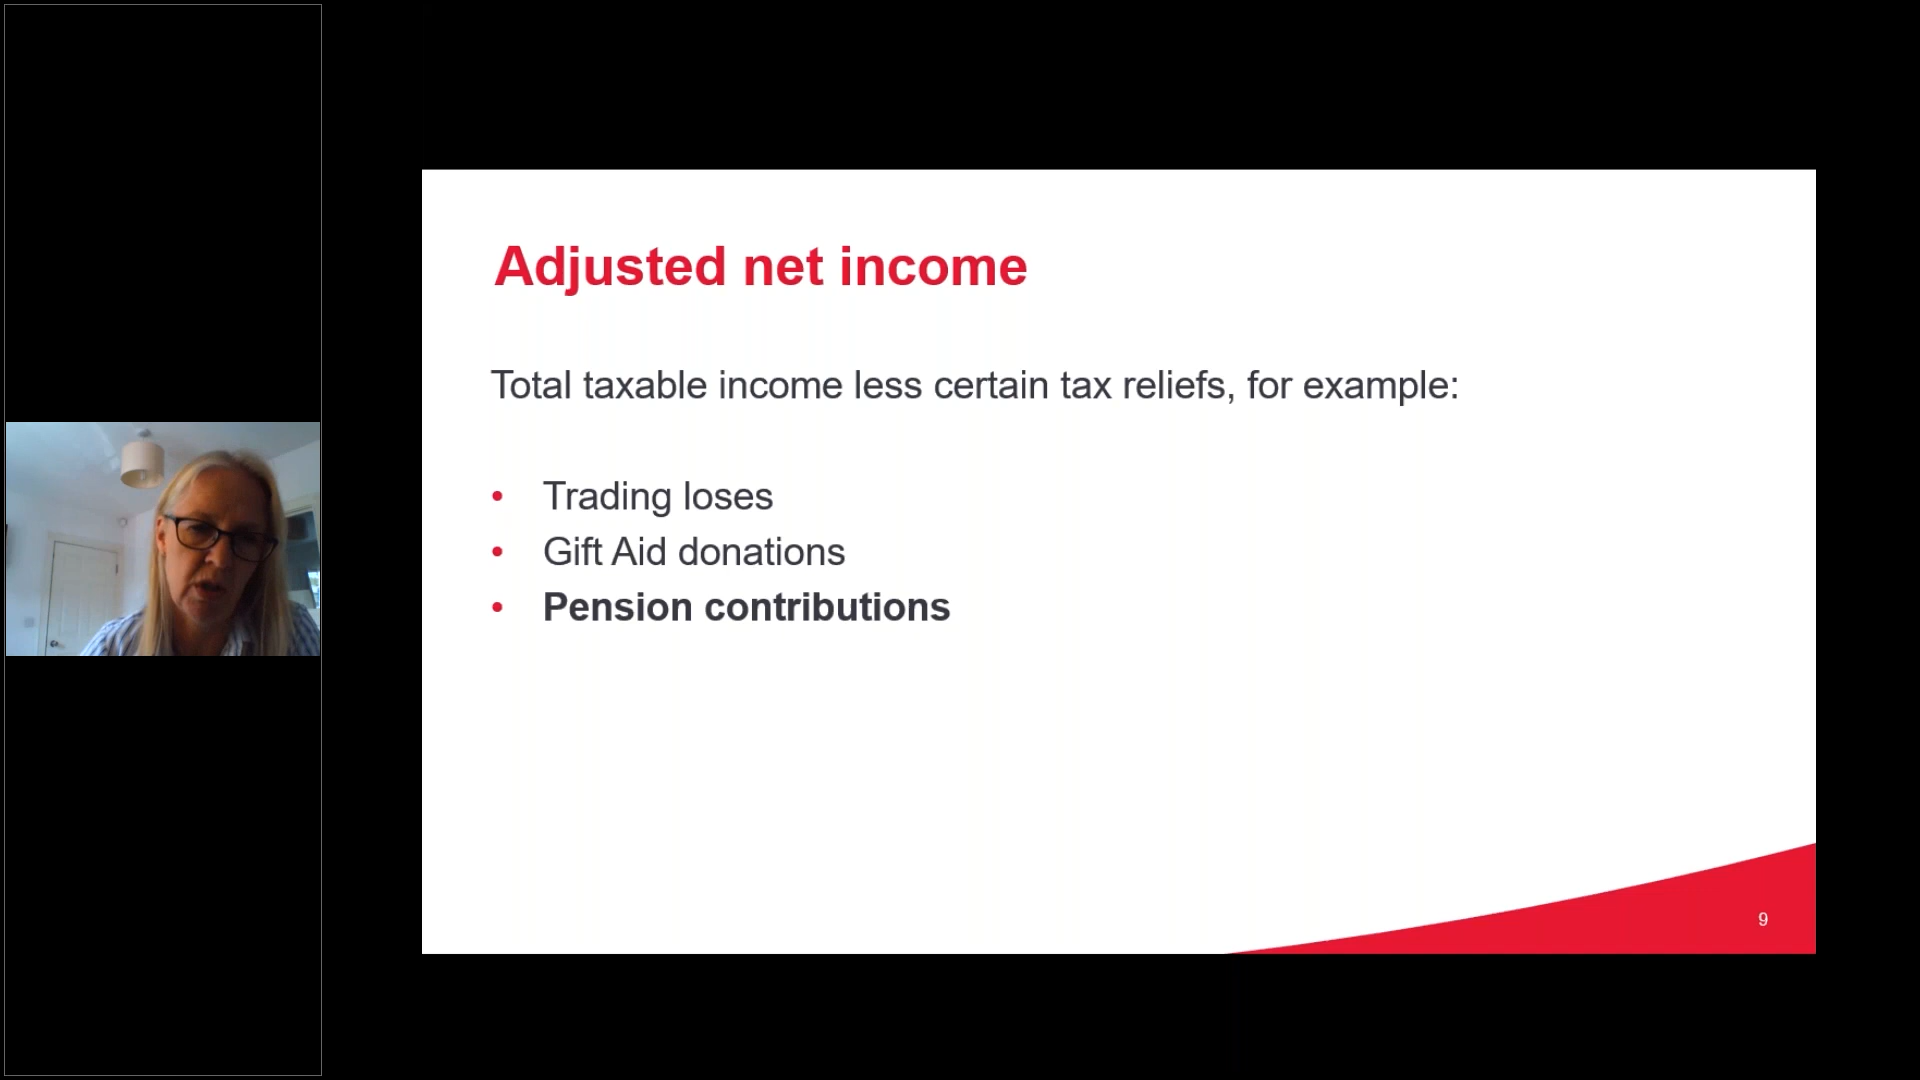 Adjusted net income
Total taxable income less certain tax reliefs, for example:
• Trading loses
• Gift Aid donations
• Pension contributions
9